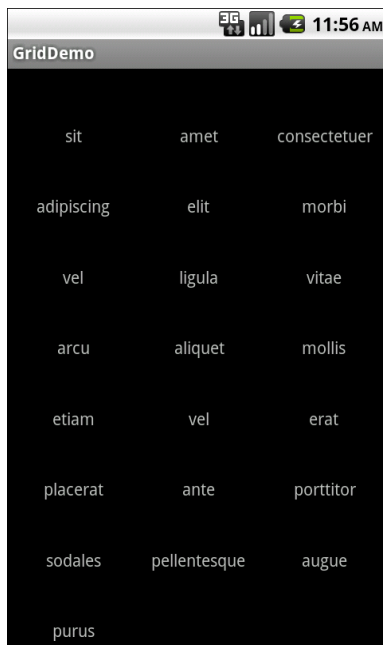 3G 11:56 AM
GridDemo
sit amet consectetuer
adipiscing elit morbi
vel ligula vitae
arcu aliquet mollis
etiam vel erat
placerat ante porttitor
sodales pellentesque augue
purus